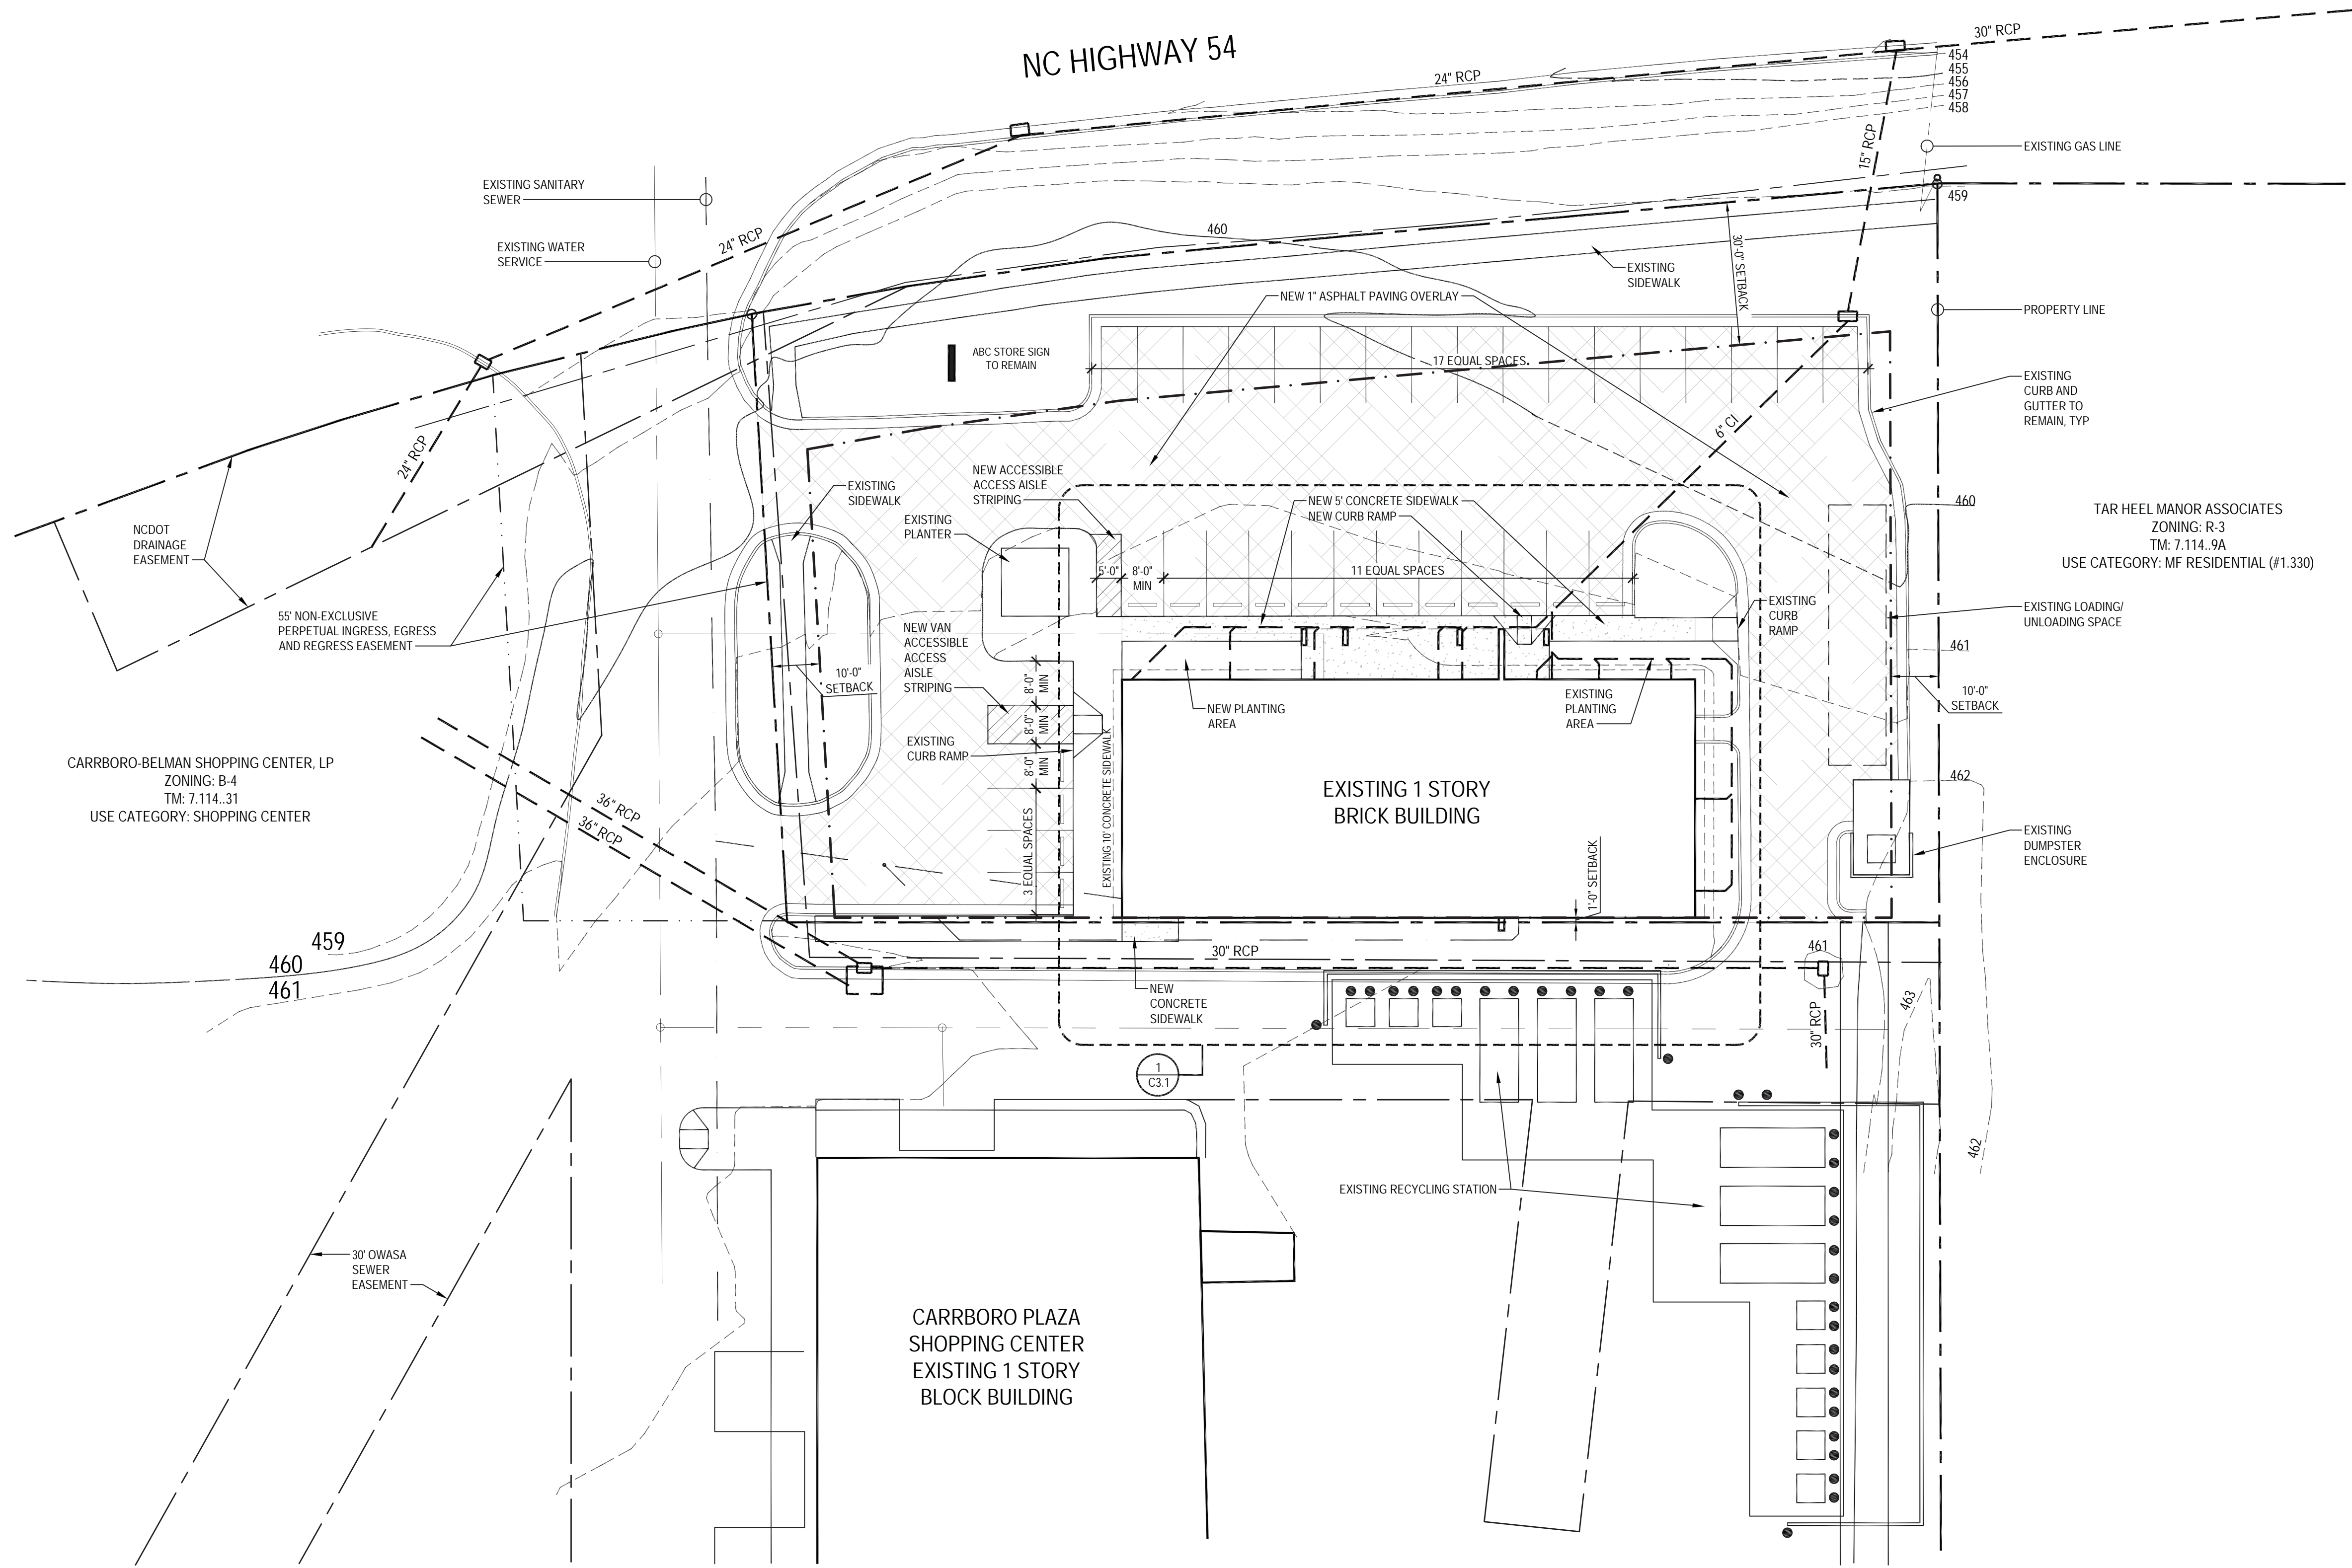 NC HIGHWAY 54
30" RCP
24" RCP
454
455
456
457
458
15" RCP
EXISTING GAS LINE
459
EXISTING SANITARY
SEWER
24" RCP
EXISTING WATER
SERVICE
460
30'-0" SETBACK
EXISTING
SIDEWALK
NEW 1" ASPHALT PAVING OVERLAY
PROPERTY LINE
ABC STORE SIGN
TO REMAIN
17 EQUAL SPACES
EXISTING
CURB AND
GUTTER TO
REMAIN, TYP
6" CI
24" RCP
NEW ACCESSIBLE
ACCESS AISLE
STRIPING
EXISTING
SIDEWALK
EXISTING
PLANTER
NEW 5' CONCRETE SIDEWALK
NEW CURB RAMP
460
TAR HEEL MANOR ASSOCIATES
ZONING: R-3
TM: 7.114..9A
USE CATEGORY: MF RESIDENTIAL (#1.330)
NCDOT
DRAINAGE
EASEMENT
5'-0"
8'-0"
MIN
11 EQUAL SPACES
55' NON-EXCLUSIVE
PERPETUAL INGRESS, EGRESS
AND REGRESS EASEMENT
EXISTING
CURB
RAMP
EXISTING LOADING/
UNLOADING SPACE
NEW VAN
ACCESSIBLE
ACCESS
AISLE
STRIPING
461
10'-0"
SETBACK
8'-0"
MIN
8'-0"
MIN
8'-0"
MIN
3 EQUAL SPACES
EXISTING 10' CONCRETE SIDEWALK
NEW PLANTING
AREA
EXISTING
PLANTING
AREA
10'-0"
SETBACK
EXISTING
CURB RAMP
CARRBORO-BELMAN SHOPPING CENTER, LP
ZONING: B-4
TM: 7.114..31
USE CATEGORY: SHOPPING CENTER
36" RCP
36" RCP
EXISTING 1 STORY
BRICK BUILDING
462
1'-0" SETBACK
EXISTING
DUMPSTER
ENCLOSURE
459
460
461
30" RCP
461
NEW
CONCRETE
SIDEWALK
30" RCP
463
1
C3.1
462
EXISTING RECYCLING STATION
30' OWASA
SEWER
EASEMENT
CARRBORO PLAZA
SHOPPING CENTER
EXISTING 1 STORY
BLOCK BUILDING